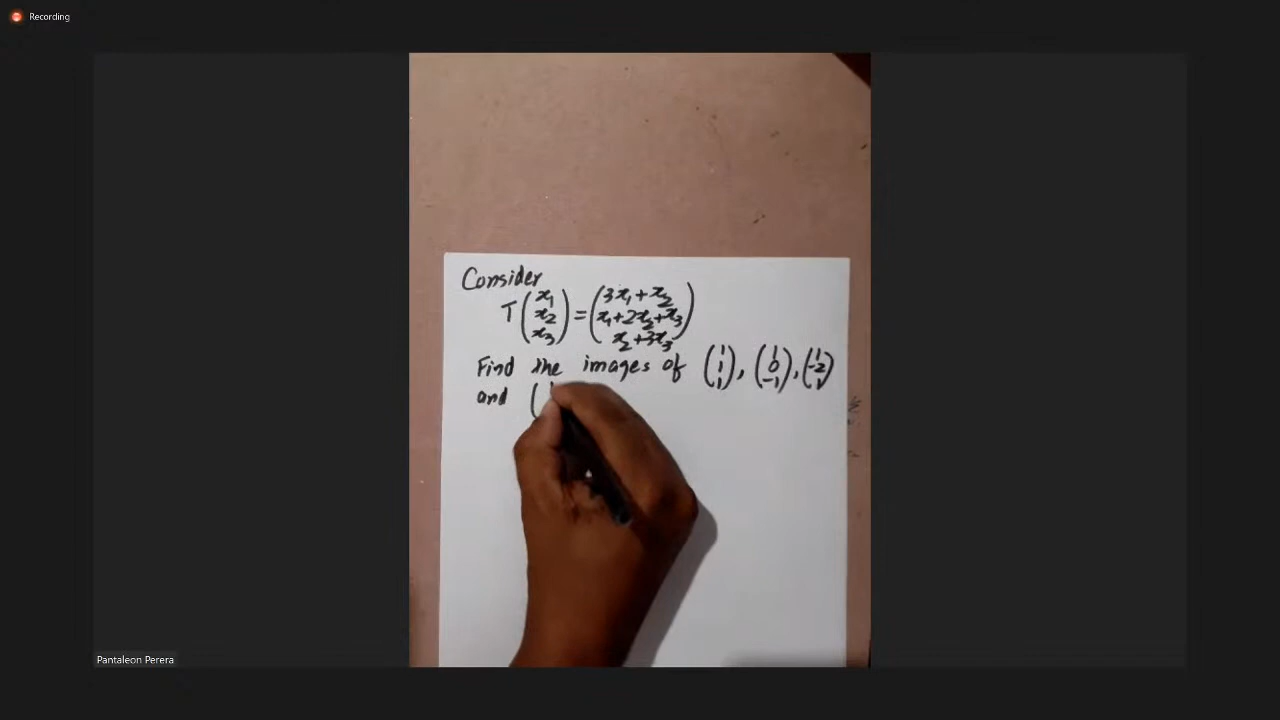 Recording
Consider
T(x₁ x₂ x₃) = (3x₁+x₂ x₁+2x₂+x₃ x₂+3x₃)
Find the images of (1 1 1), (1 0 -1), (1 -2 1)
and (1
Pantaleon Perera